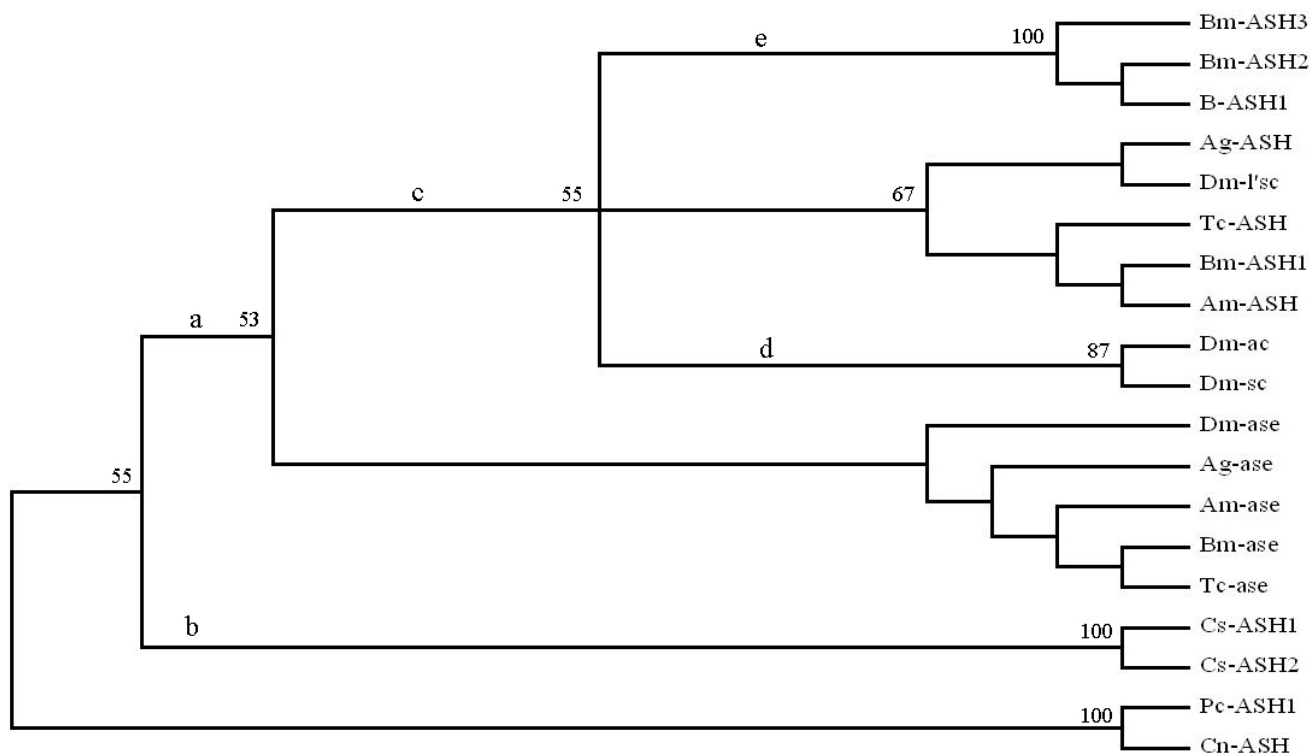 Bm-ASH3
e 100
Bm-ASH2
B-ASH1
Ag-ASH
Dm-l'sc
c 55 67
Tc-ASH
Bm-ASH1
Am-ASH
a 53
Dm-ac
d 87
Dm-sc
Dm-ase
Ag-ase
55
Am-ase
Bm-ase
Tc-ase
Cs-ASH1
b 100
Cs-ASH2
Pc-ASH1
100
Cn-ASH